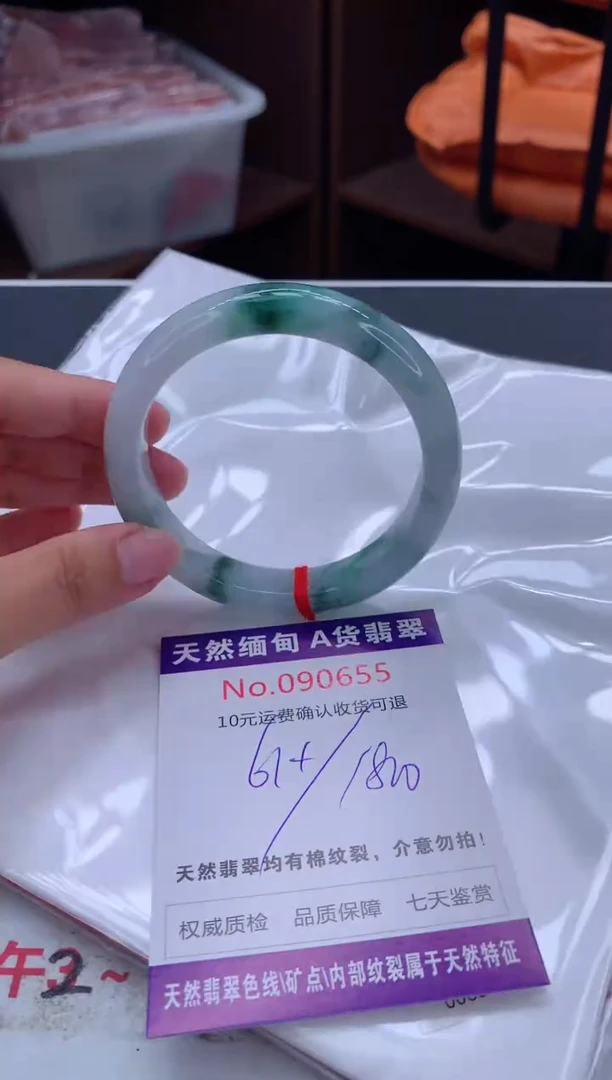 天然缅甸 A货翡翠
No.090655
10元运费确认收货可退
61+/1800
天然翡翠均有棉纹裂，介意勿拍！
权威质检 品质保障 七天鉴赏
天然翡翠色线\矿点\内部纹裂属于天然特征
午2~